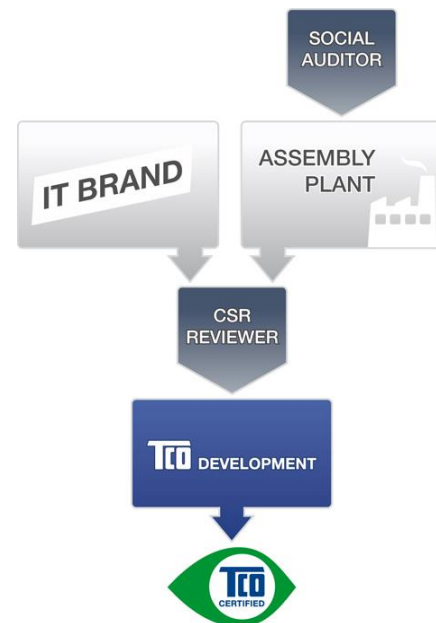 SOCIAL
AUDITOR
IT BRAND
ASSEMBLY
PLANT
CSR
REVIEWER
TCO DEVELOPMENT
TCO
CERTIFIED